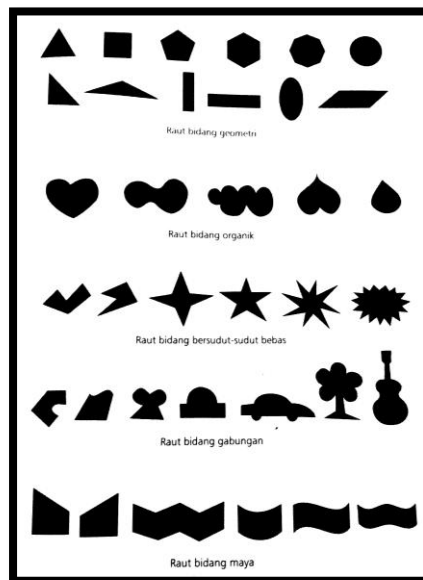 Raut bidang geometri
Raut bidang organik
Raut bidang bersudut-sudut bebas
Raut bidang gabungan
Raut bidang maya